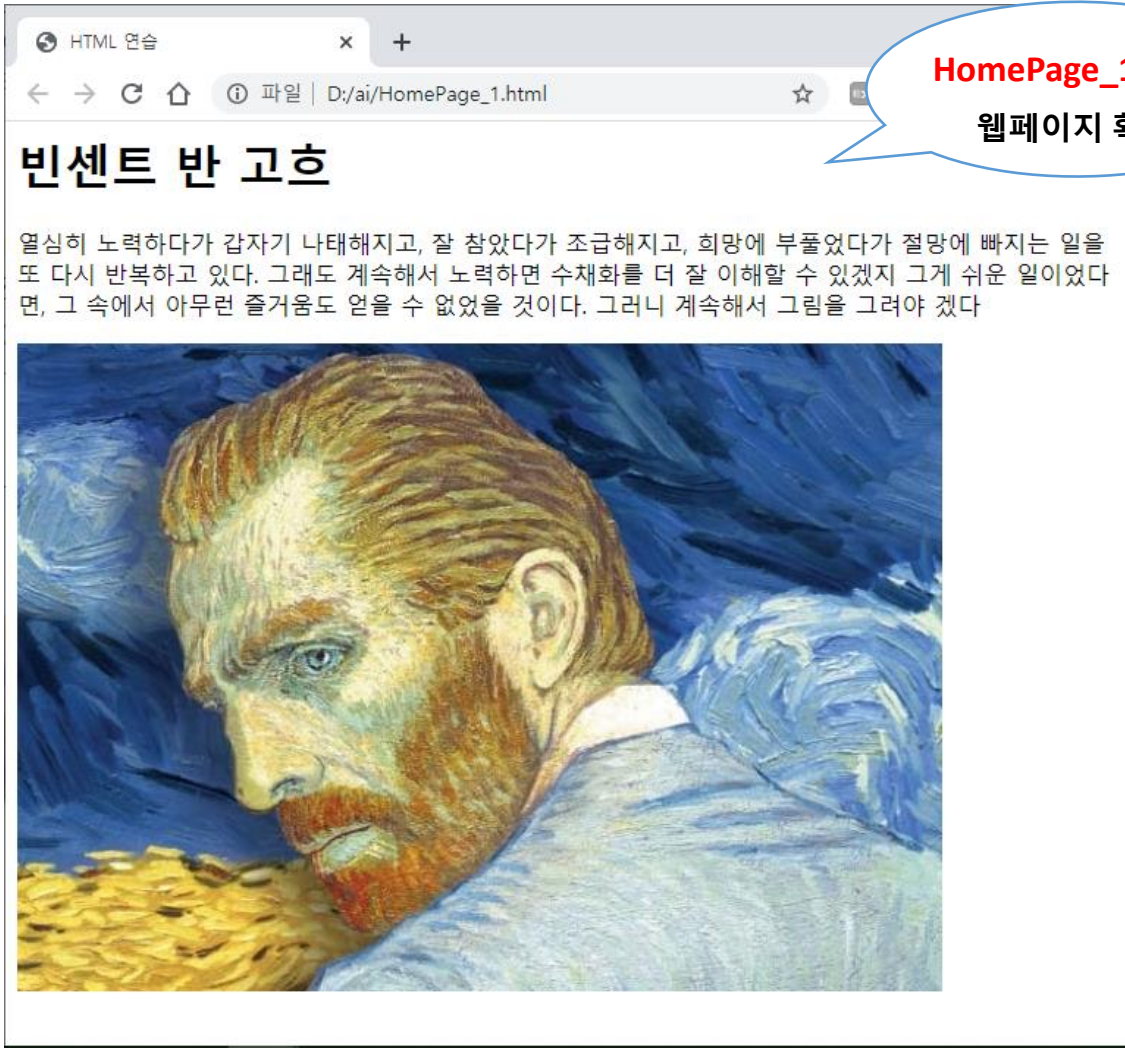 HTML 연습
파일 D:/ai/HomePage_1.html
HomePage_1
웹페이지
빈센트 반 고흐
열심히 노력하다가 갑자기 나태해지고, 잘 참았다가 조급해지고, 희망에 부풀었다가 절망에 빠지는 일을
또 다시 반복하고 있다. 그래도 계속해서 노력하면 수채화를 더 잘 이해할 수 있겠지 그게 쉬운 일이었다
면, 그 속에서 아무런 즐거움도 얻을 수 없었을 것이다. 그러니 계속해서 그림을 그려야 겠다